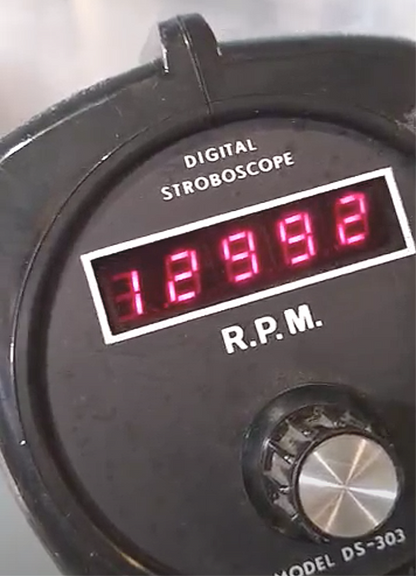 DIGITAL
STROBOSCOPE
12992
R.P.M.
MODEL DS-303